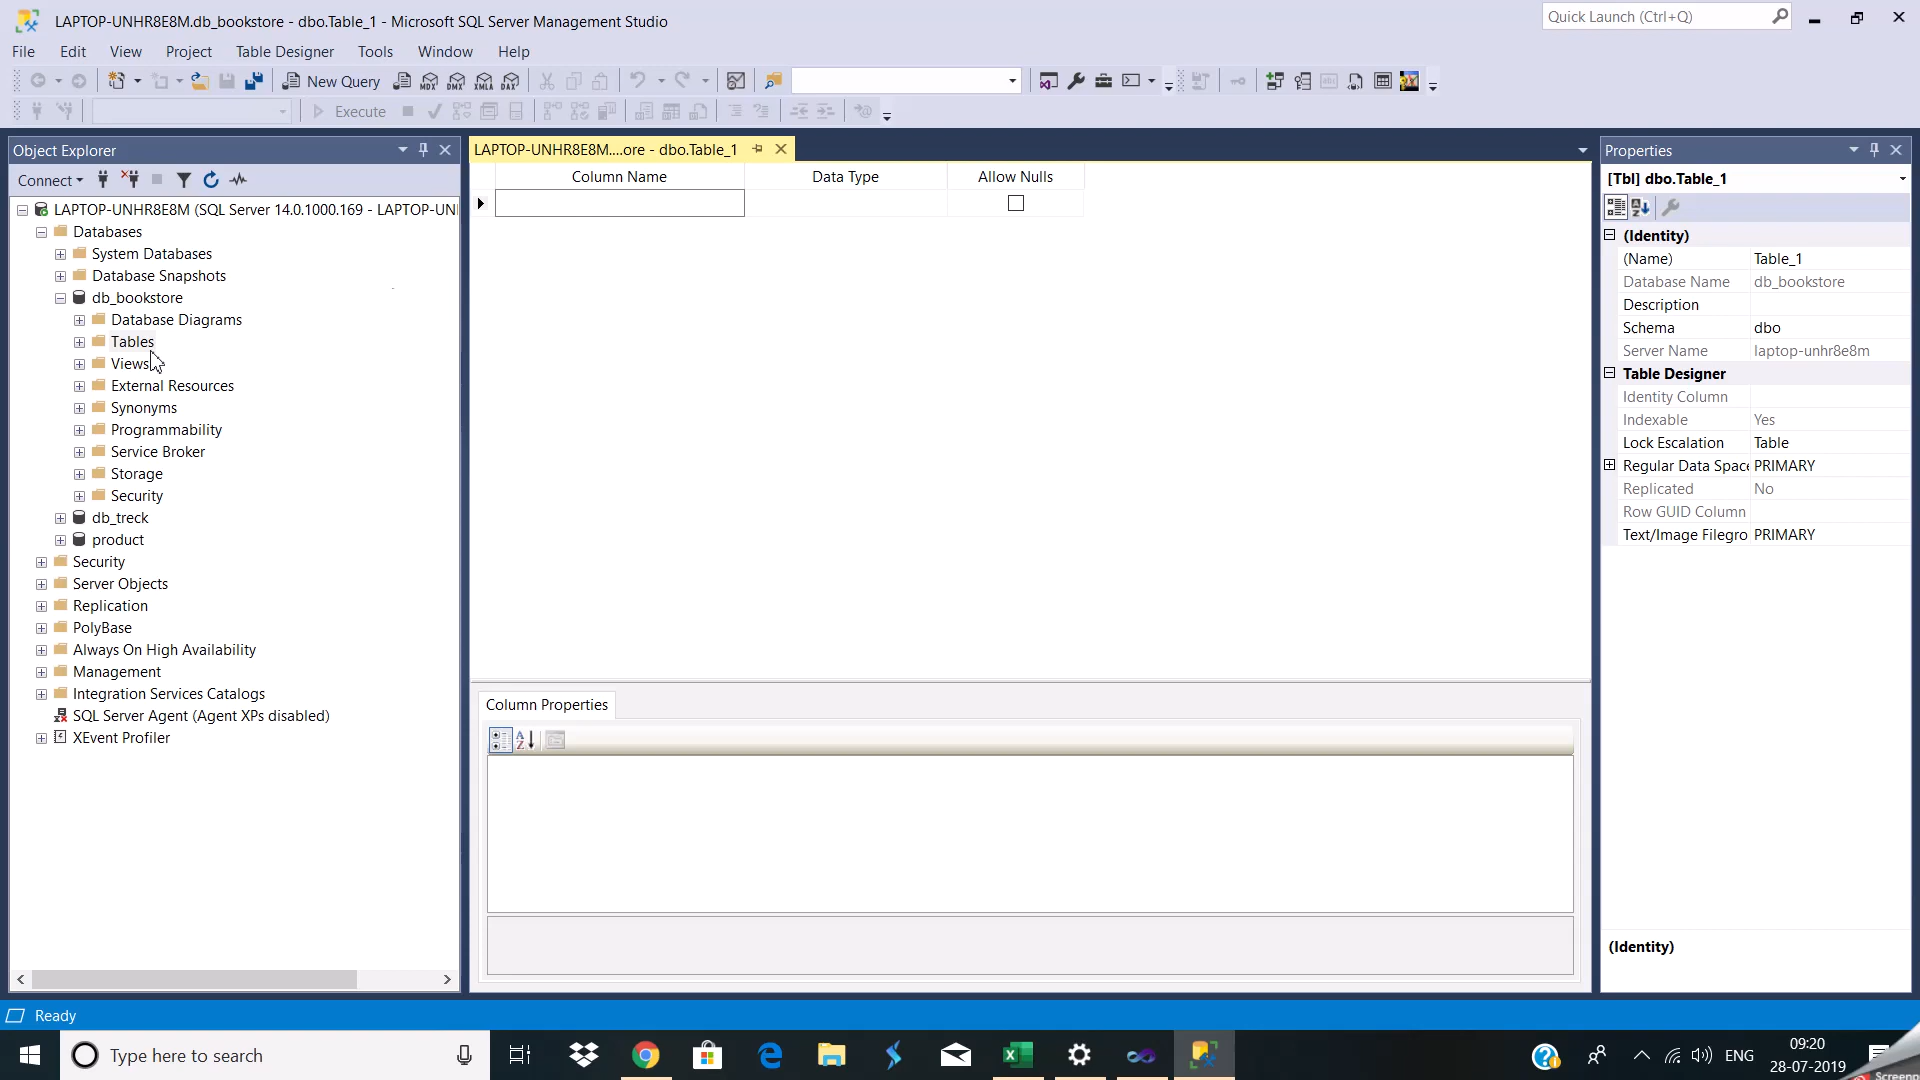 LAPTOP-UNHR8E8M.db_bookstore - dbo.Table_1 - Microsoft SQL Server Management Studio
Quick Launch (Ctrl+Q)
File Edit View Project Table Designer Tools Window Help
New Query MDX DMX XMLA DAX
Execute
Object Explorer
Connect
LAPTOP-UNHR8E8M (SQL Server 14.0.1000.169 - LAPTOP-UN
Databases
System Databases
Database Snapshots
db_bookstore
Database Diagrams
Tables
Views
External Resources
Synonyms
Programmability
Service Broker
Storage
Security
db_treck
product
Security
Server Objects
Replication
PolyBase
Always On High Availability
Management
Integration Services Catalogs
SQL Server Agent (Agent XPs disabled)
XEvent Profiler
LAPTOP-UNHR8E8M....ore - dbo.Table_1
Column Name Data Type Allow Nulls
Column Properties
Properties
[Tbl] dbo.Table_1
(Identity)
(Name) Table_1
Database Name db_bookstore
Description
Schema dbo
Server Name laptop-unhr8e8m
Table Designer
Identity Column
Indexable Yes
Lock Escalation Table
Regular Data Space PRIMARY
Replicated No
Row GUID Column
Text/Image Filegro PRIMARY
(Identity)
Ready
Type here to search
ENG
09:20
28-07-2019